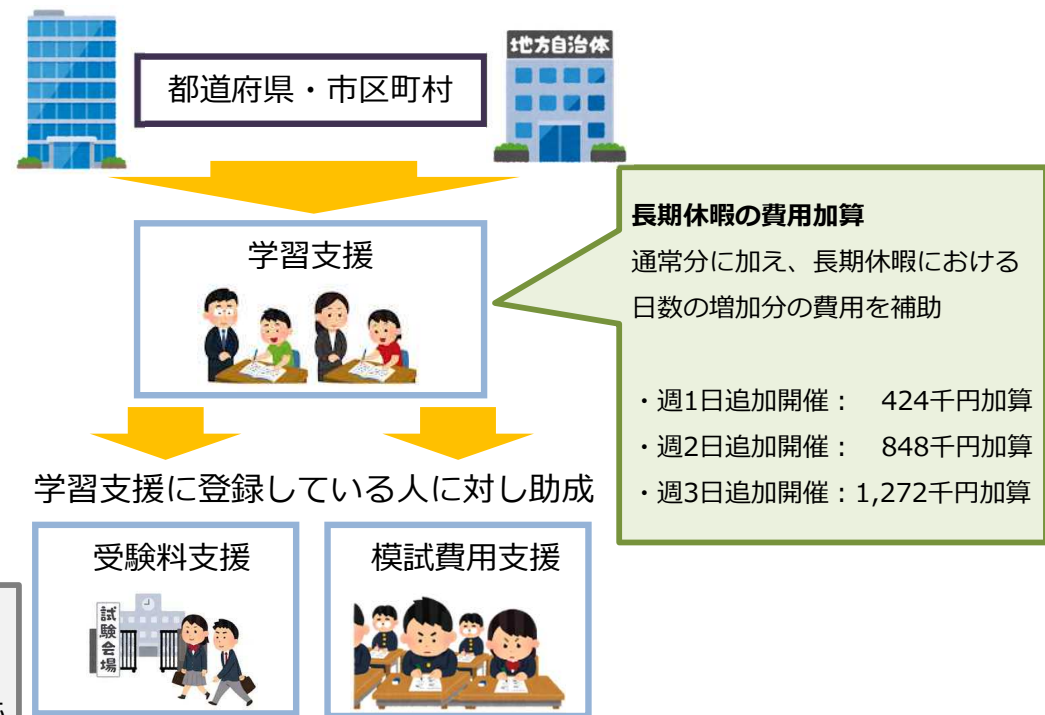 地方自治体
都道府県・市区町村
学習支援
長期休暇の費用加算
通常分に加え、長期休暇における
日数の増加分の費用を補助
・週1日追加開催： 424千円加算
・週2日追加開催： 848千円加算
・週3日追加開催：1,272千円加算
学習支援に登録している人に対し助成
受験料支援
模試費用支援
試験会場